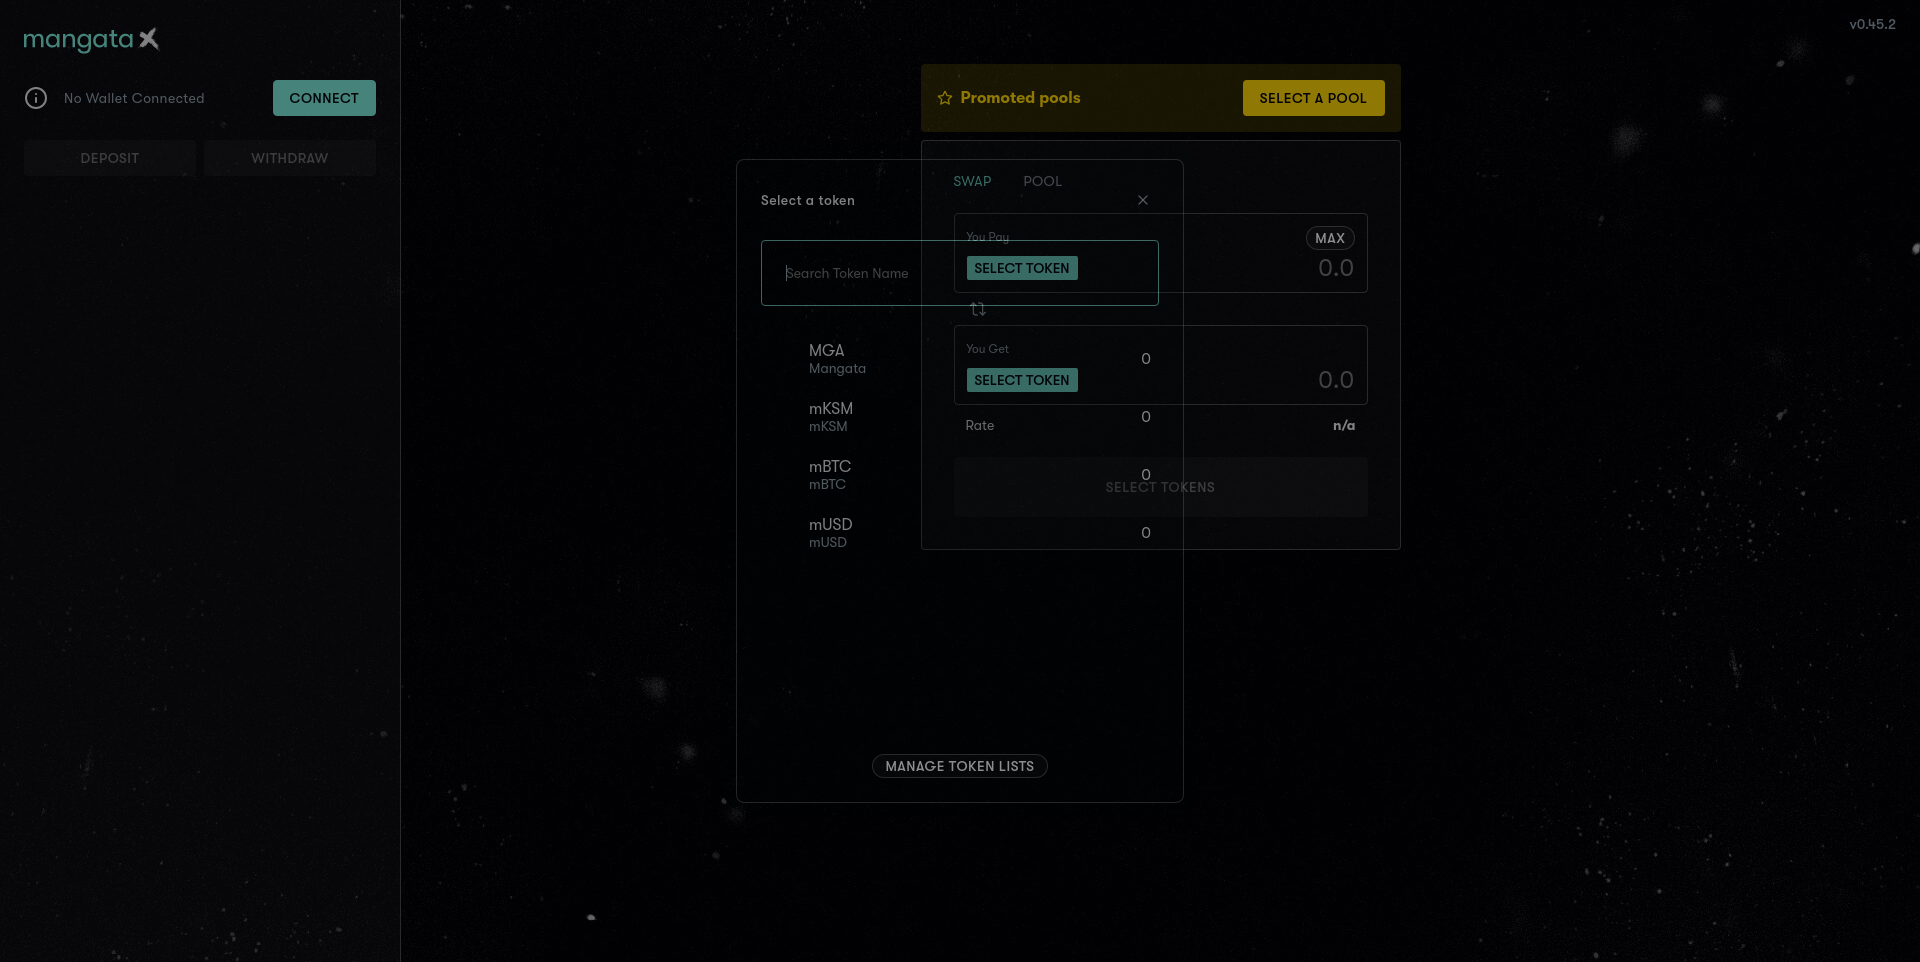 mangata
No Wallet Connected
CONNECT
DEPOSIT
WITHDRAW
v0.45.2
Promoted pools
SELECT A POOL
SWAP
POOL
You Pay
MAX
SELECT TOKEN
0.0
You Get
SELECT TOKEN
0.0
Rate
n/a
SELECT TOKENS
Select a token
Search Token Name
MGA
0
Mangata
mKSM
0
mKSM
mBTC
0
mBTC
mUSD
0
mUSD
MANAGE TOKEN LISTS